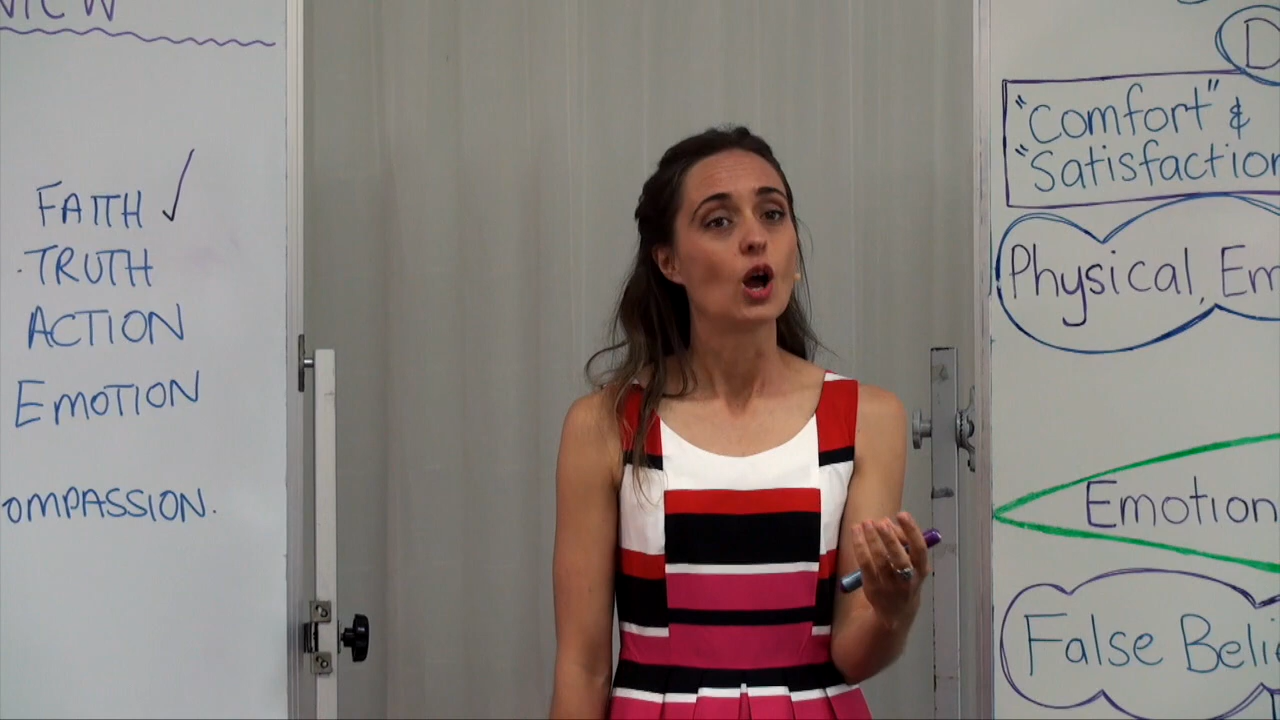 FAITH ✓
TRUTH
ACTION
EMOTION
OMPASSION.
D
"Comfort" &
"Satisfaction
Physical, Em
Emotion
False Beli